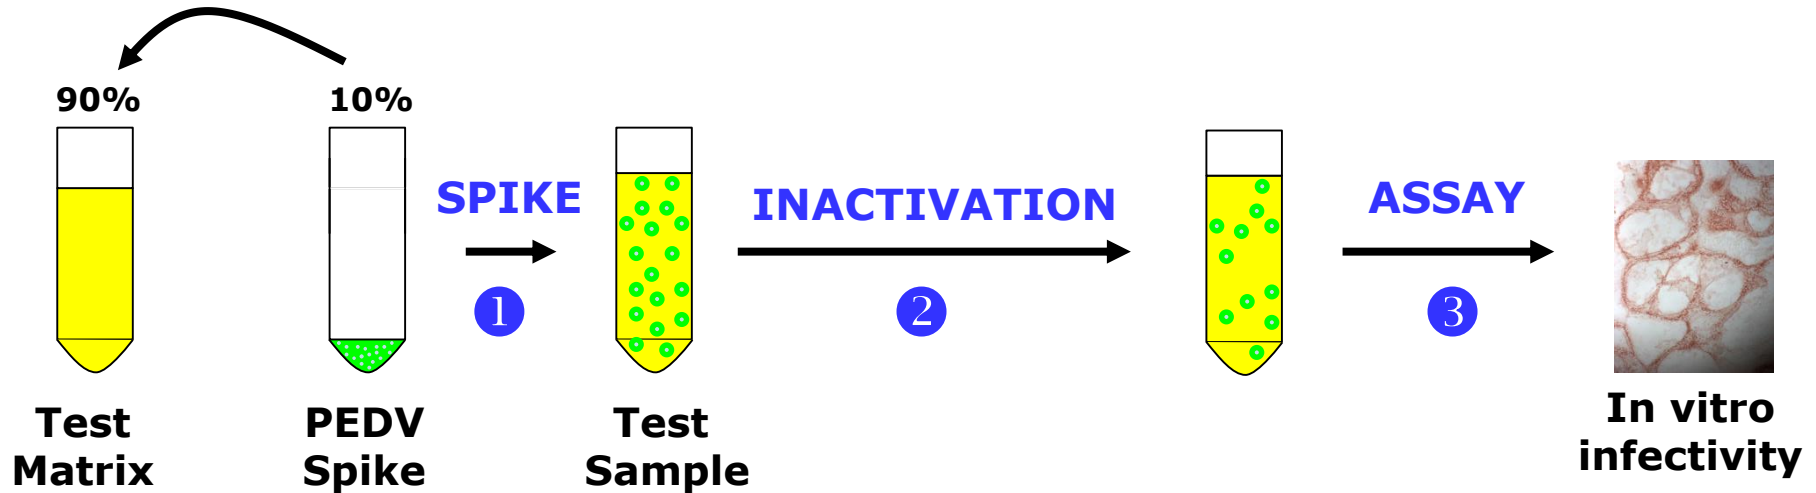 90%
10%
SPIKE
INACTIVATION
ASSAY
1
2
3
Test
Matrix
PEDV
Spike
Test
Sample
In vitro
infectivity